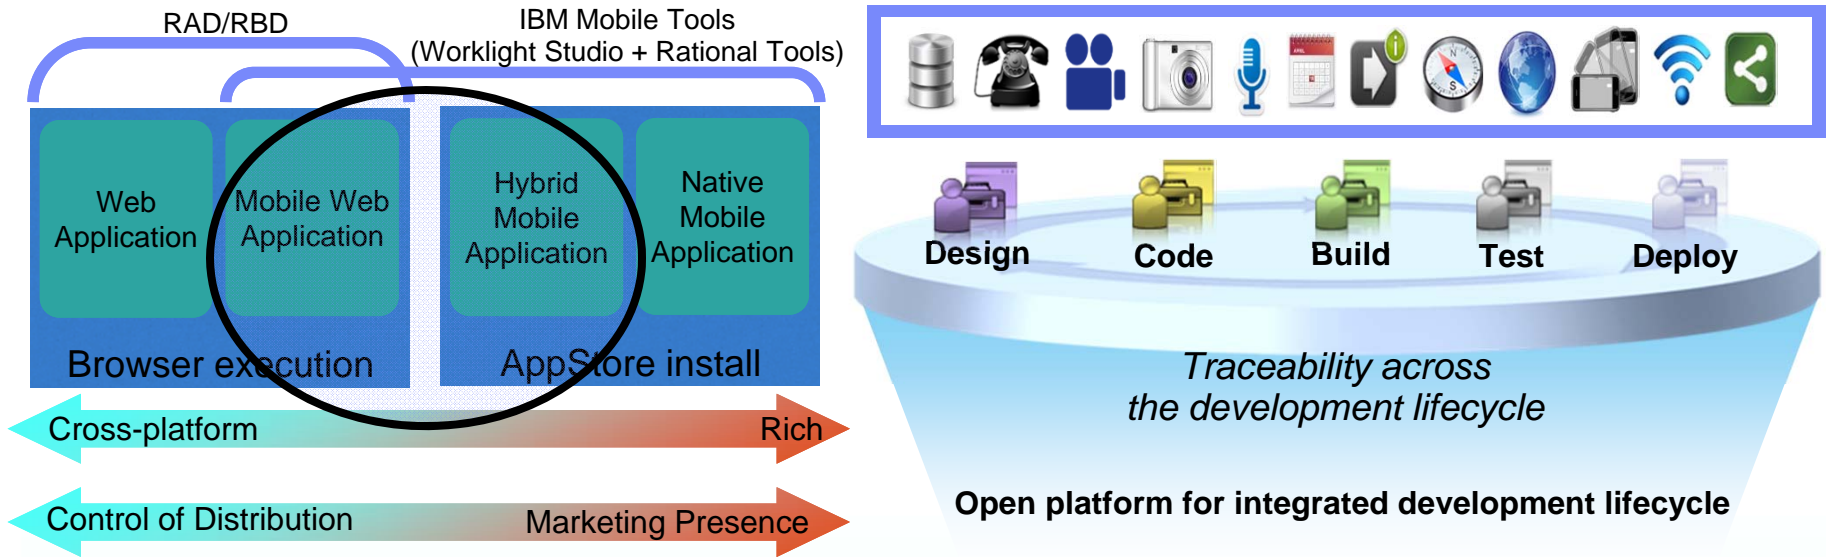 RAD/RBD
IBM Mobile Tools
(Worklight Studio + Rational Tools)
Web
Application
Mobile Web
Application
Hybrid
Mobile
Application
Native
Mobile
Application
Browser execution
AppStore install
Cross-platform
Rich
Control of Distribution
Marketing Presence
APRIL
i
N
S
Design
Code
Build
Test
Deploy
Traceability across
the development lifecycle
Open platform for integrated development lifecycle